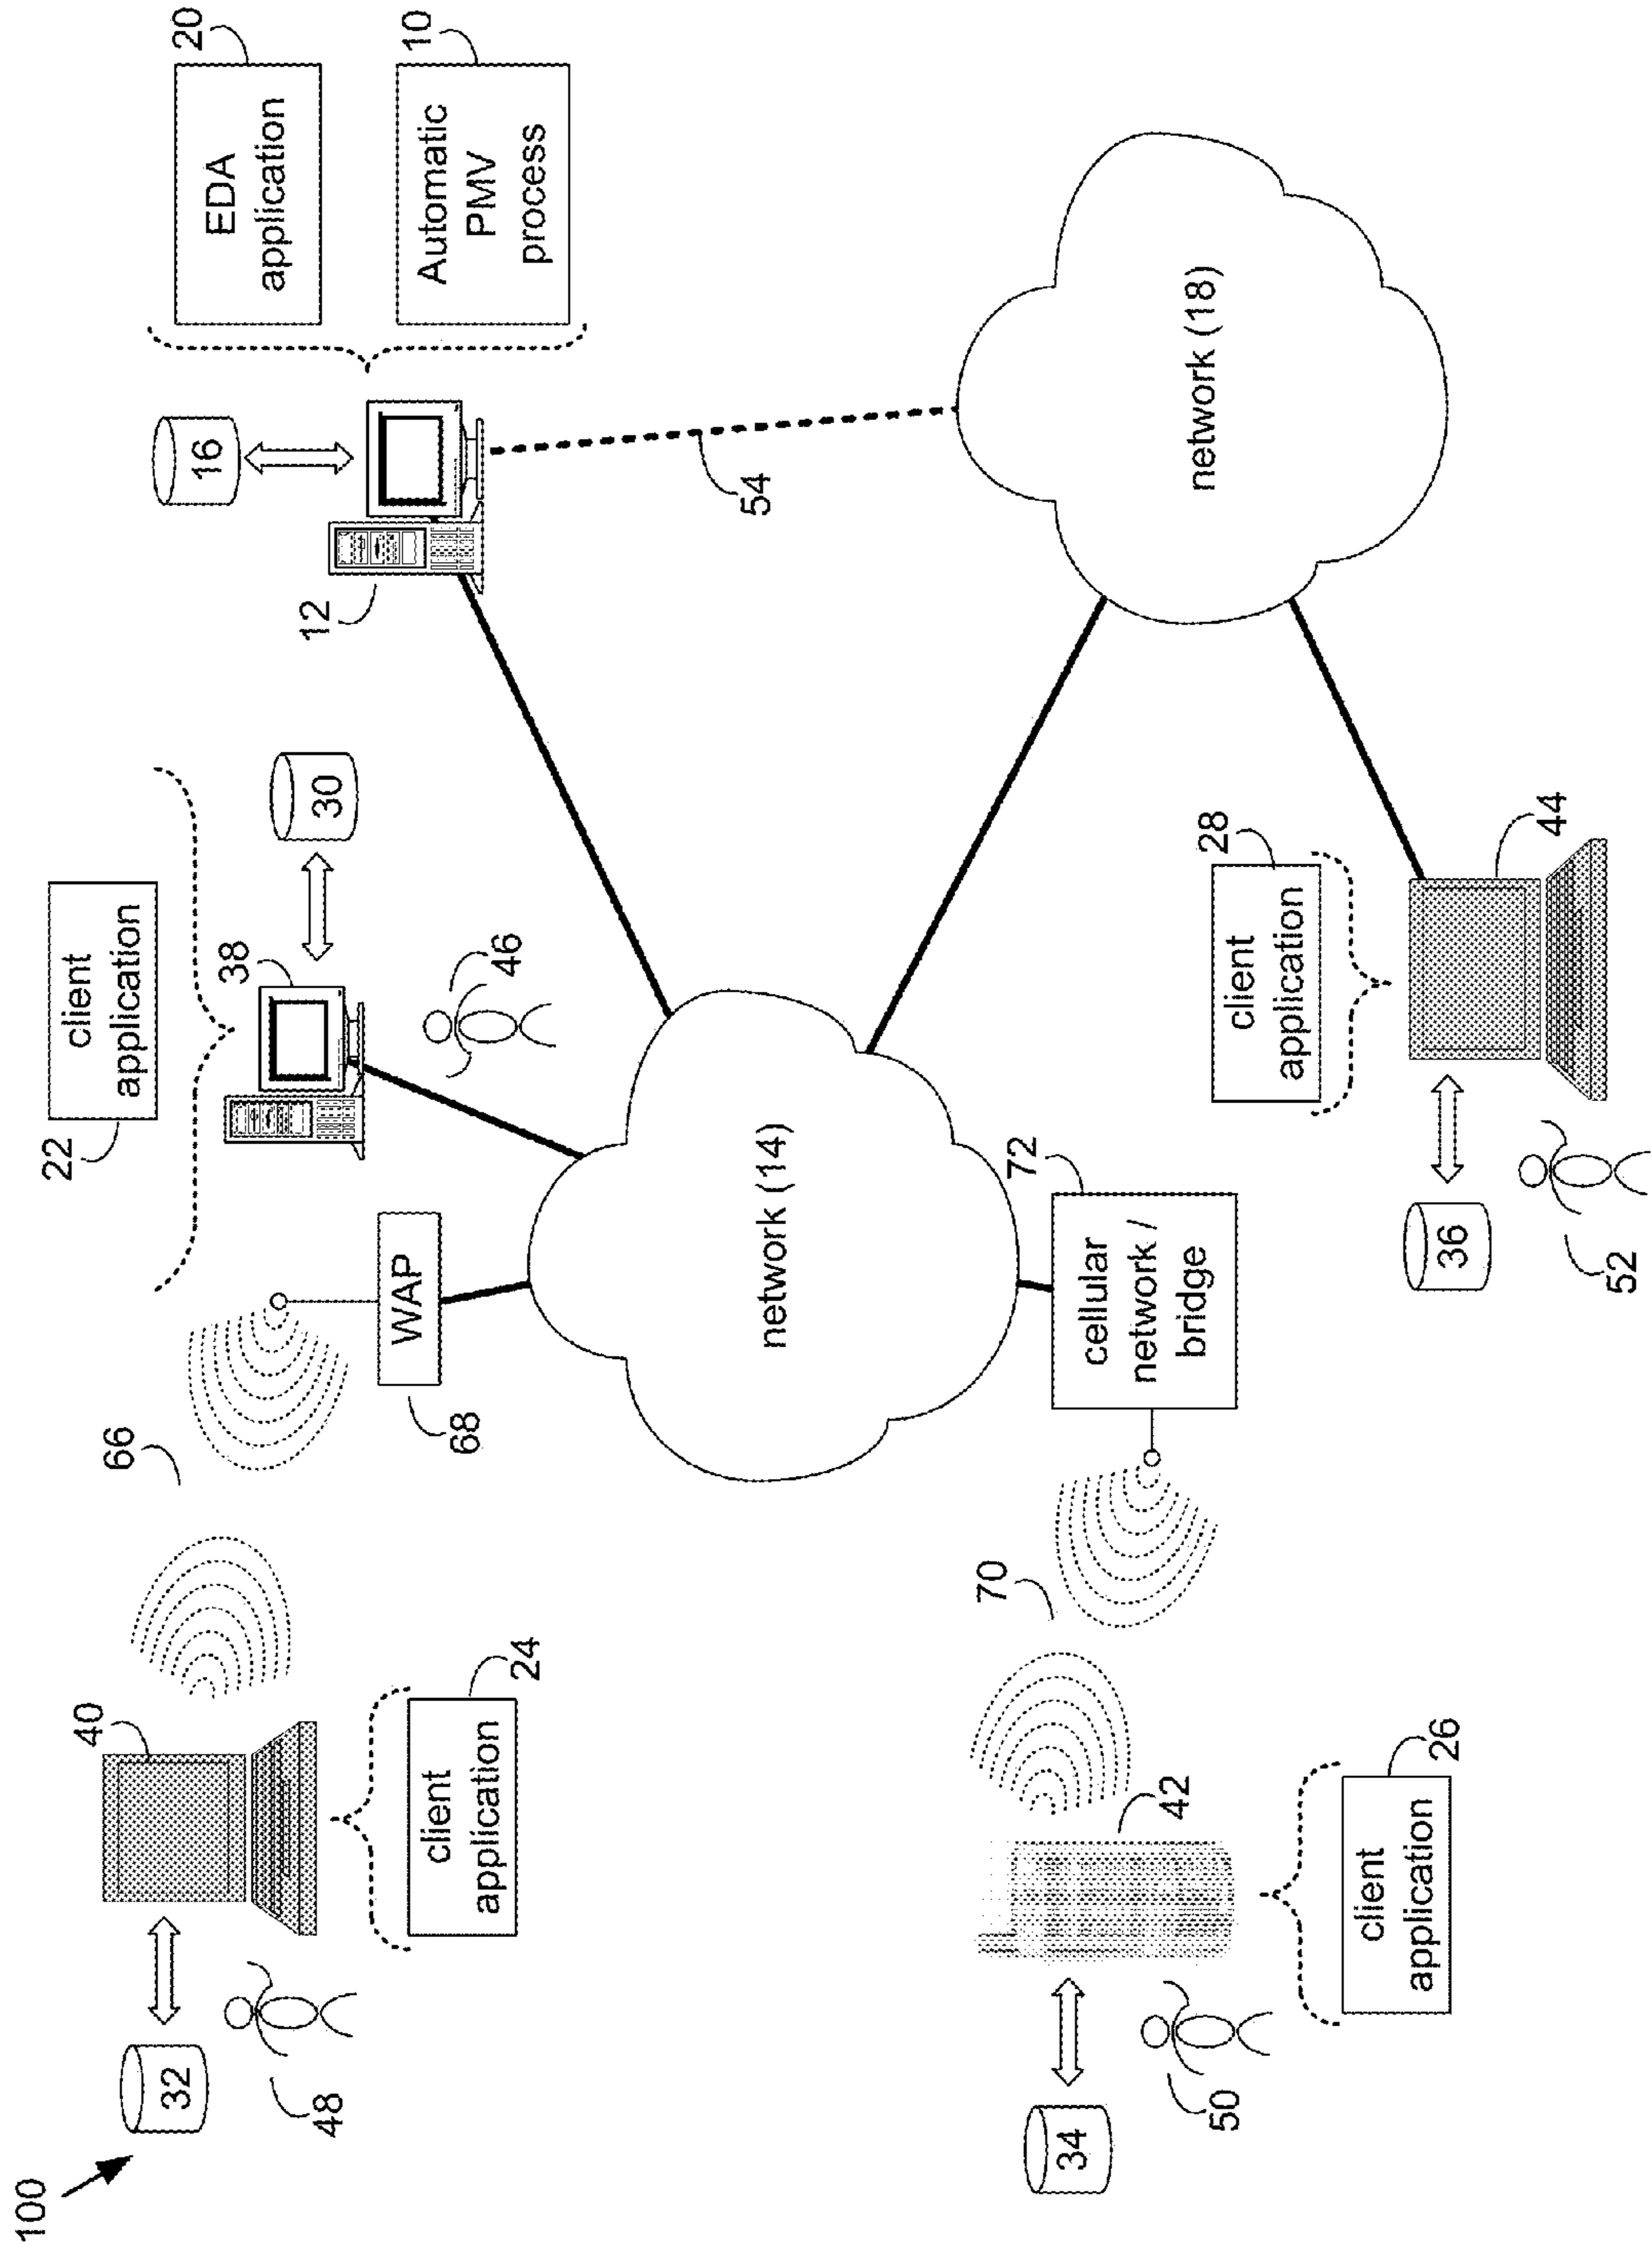 100
32
48
40
client
application
24
66
WAP
68
22
client
application
38
30
46
16
12
EDA
application
20
Automatic
PMV
process
10
54
network (14)
network (18)
34
50
42
client
application
26
70
cellular
network /
bridge
72
36
52
client
application
28
44